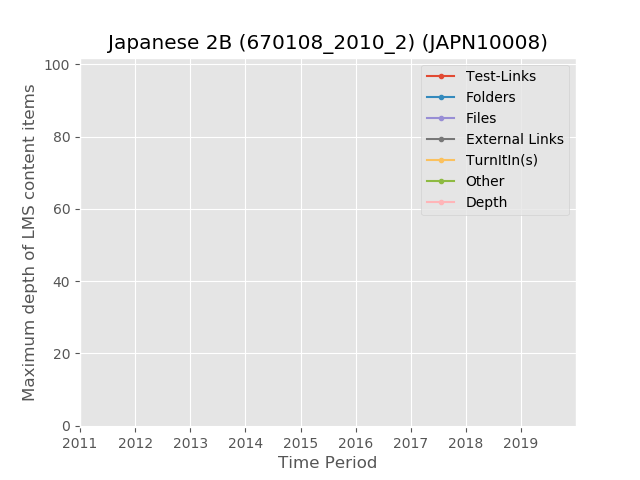 Japanese 2B (670108_2010_2) (JAPN10008)
Maximum depth of LMS content items
100
80
60
40
20
0
Test-Links
Folders
Files
External Links
TurnItIn(s)
Other
Depth
2011 2012 2013 2014 2015 2016 2017 2018 2019
Time Period